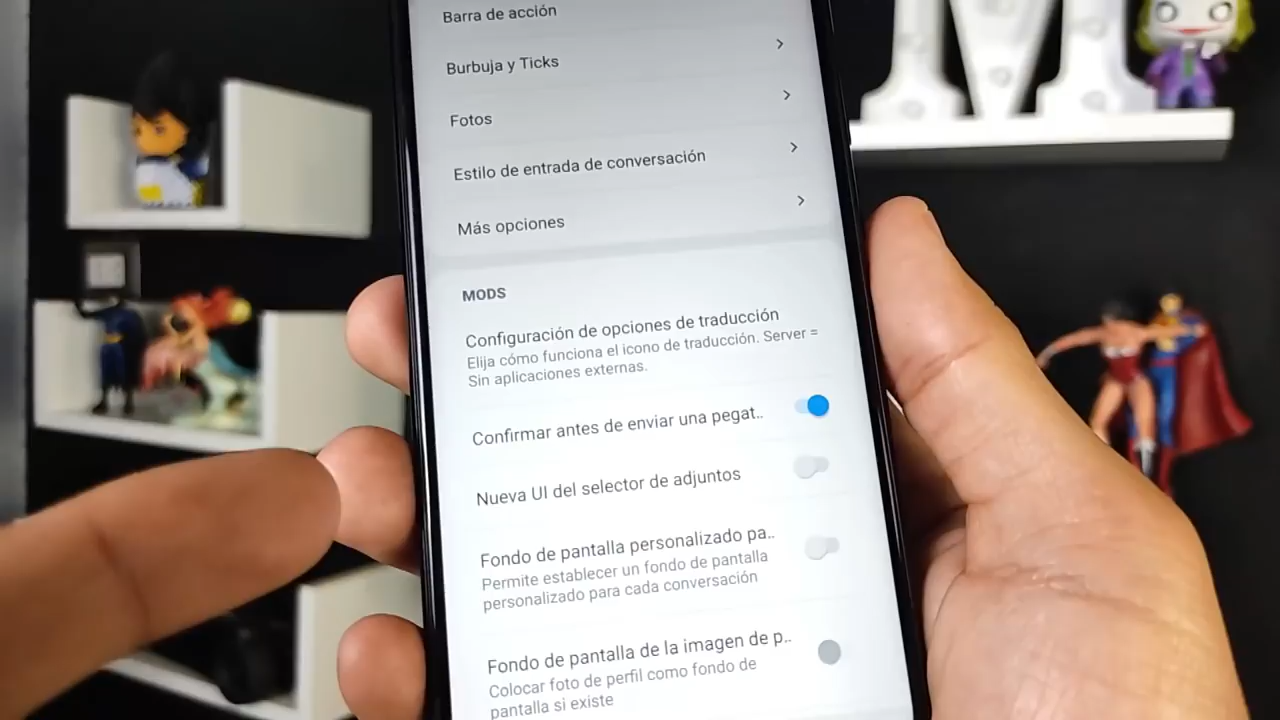 Barra de acción
Burbuja y Ticks
Fotos
Estilo de entrada de conversación
Más opciones
MODS
Configuración de opciones de traducción
Elija cómo funciona el icono de traducción. Server =
Sin aplicaciones externas.
Confirmar antes de enviar una pegat..
Nueva UI del selector de adjuntos
Fondo de pantalla personalizado pa..
Permite establecer un fondo de pantalla
personalizado para cada conversación
Fondo de pantalla de la imagen de p..
Colocar foto de perfil como fondo de
pantalla si existe
M